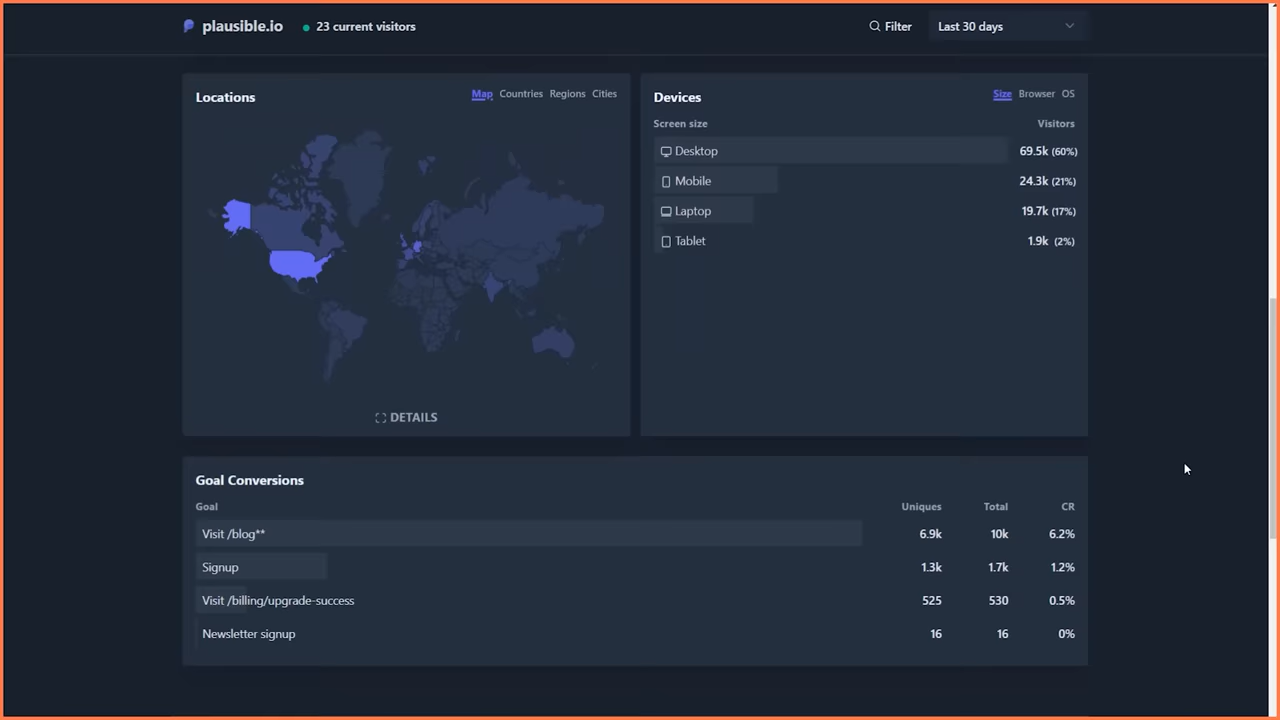 plausible.io 23 current visitors Filter Last 30 days
Locations Map Countries Regions Cities
DETAILS
Devices Size Browser OS
Screen size Visitors
Desktop 69.5k (60%)
Mobile 24.3k (21%)
Laptop 19.7k (17%)
Tablet 1.9k (2%)
Goal Conversions
Goal Uniques Total CR
Visit /blog** 6.9k 10k 6.2%
Signup 1.3k 1.7k 1.2%
Visit /billing/upgrade-success 525 530 0.5%
Newsletter signup 16 16 0%